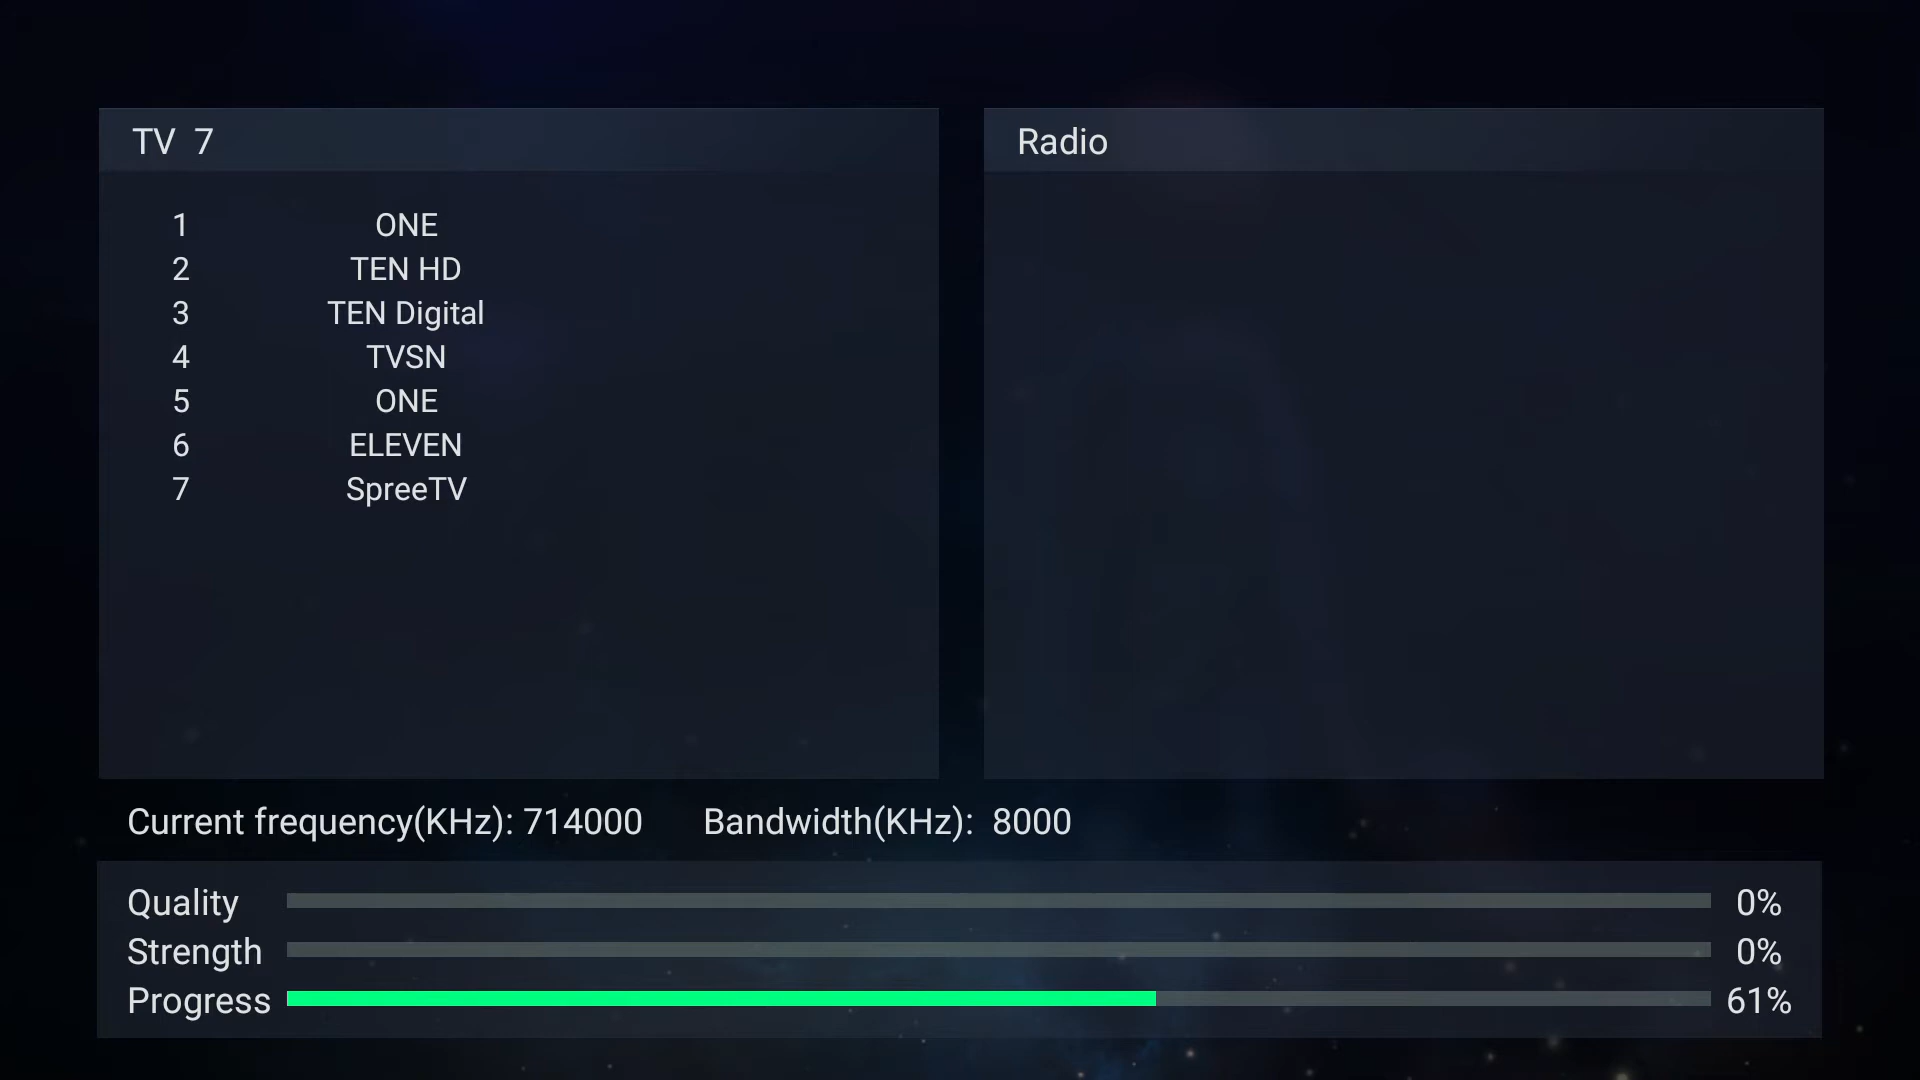 TV 7
1 ONE
2 TEN HD
3 TEN Digital
4 TVSN
5 ONE
6 ELEVEN
7 SpreeTV
Radio
Current frequency(KHz): 714000 Bandwidth(KHz): 8000
Quality 0%
Strength 0%
Progress 61%